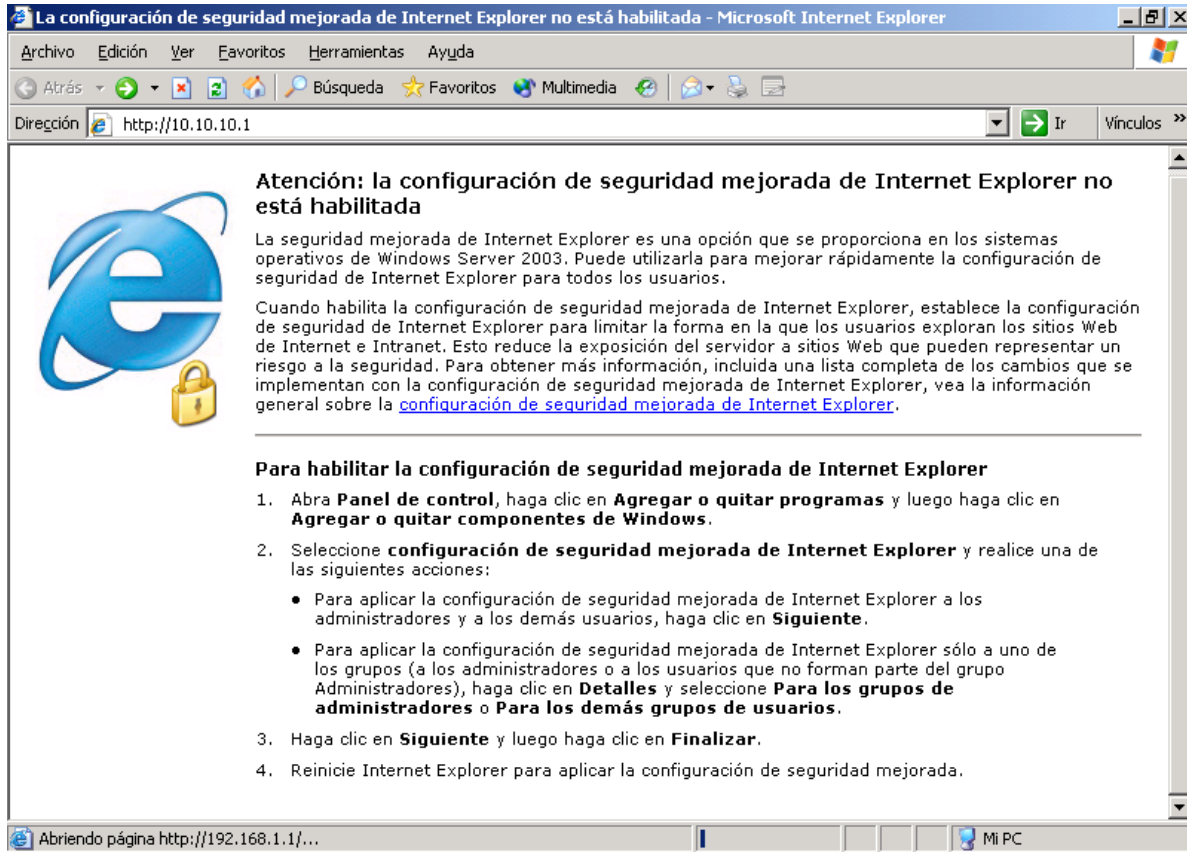 La configuración de seguridad mejorada de Internet Explorer no está habilitada - Microsoft Internet Explorer
Archivo Edición Ver Favoritos Herramientas Ayuda
Atrás Búsqueda Favoritos Multimedia
Dirección http://10.10.10.1 Ir Vínculos »
Atención: la configuración de seguridad mejorada de Internet Explorer no
está habilitada
La seguridad mejorada de Internet Explorer es una opción que se proporciona en los sistemas
operativos de Windows Server 2003. Puede utilizarla para mejorar rápidamente la configuración de
seguridad de Internet Explorer para todos los usuarios.
Cuando habilita la configuración de seguridad mejorada de Internet Explorer, establece la configuración
de seguridad de Internet Explorer para limitar la forma en la que los usuarios exploran los sitios Web
de Internet e Intranet. Esto reduce la exposición del servidor a sitios Web que pueden representar un
riesgo a la seguridad. Para obtener más información, incluida una lista completa de los cambios que se
implementan con la configuración de seguridad mejorada de Internet Explorer, vea la información
general sobre la configuración de seguridad mejorada de Internet Explorer.
Para habilitar la configuración de seguridad mejorada de Internet Explorer
1. Abra Panel de control, haga clic en Agregar o quitar programas y luego haga clic en
Agregar o quitar componentes de Windows.
2. Seleccione configuración de seguridad mejorada de Internet Explorer y realice una de
las siguientes acciones:
• Para aplicar la configuración de seguridad mejorada de Internet Explorer a los
administradores y a los demás usuarios, haga clic en Siguiente.
• Para aplicar la configuración de seguridad mejorada de Internet Explorer sólo a uno de
los grupos (a los administradores o a los usuarios que no forman parte del grupo
Administradores), haga clic en Detalles y seleccione Para los grupos de
administradores o Para los demás grupos de usuarios.
3. Haga clic en Siguiente y luego haga clic en Finalizar.
4. Reinicie Internet Explorer para aplicar la configuración de seguridad mejorada.
Abriendo página http://192.168.1.1/... Mi PC